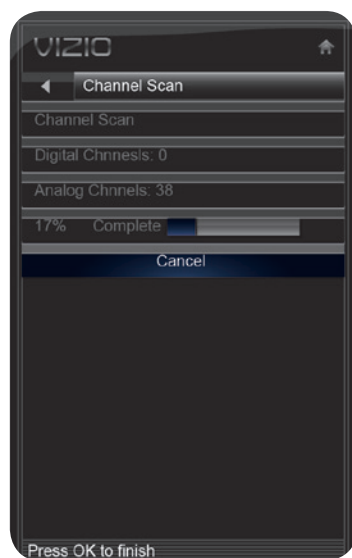 VIZIO
Channel Scan
Channel Scan
Digital Chnnesls: 0
Analog Chnnels: 38
17% Complete
Cancel
Press OK to finish